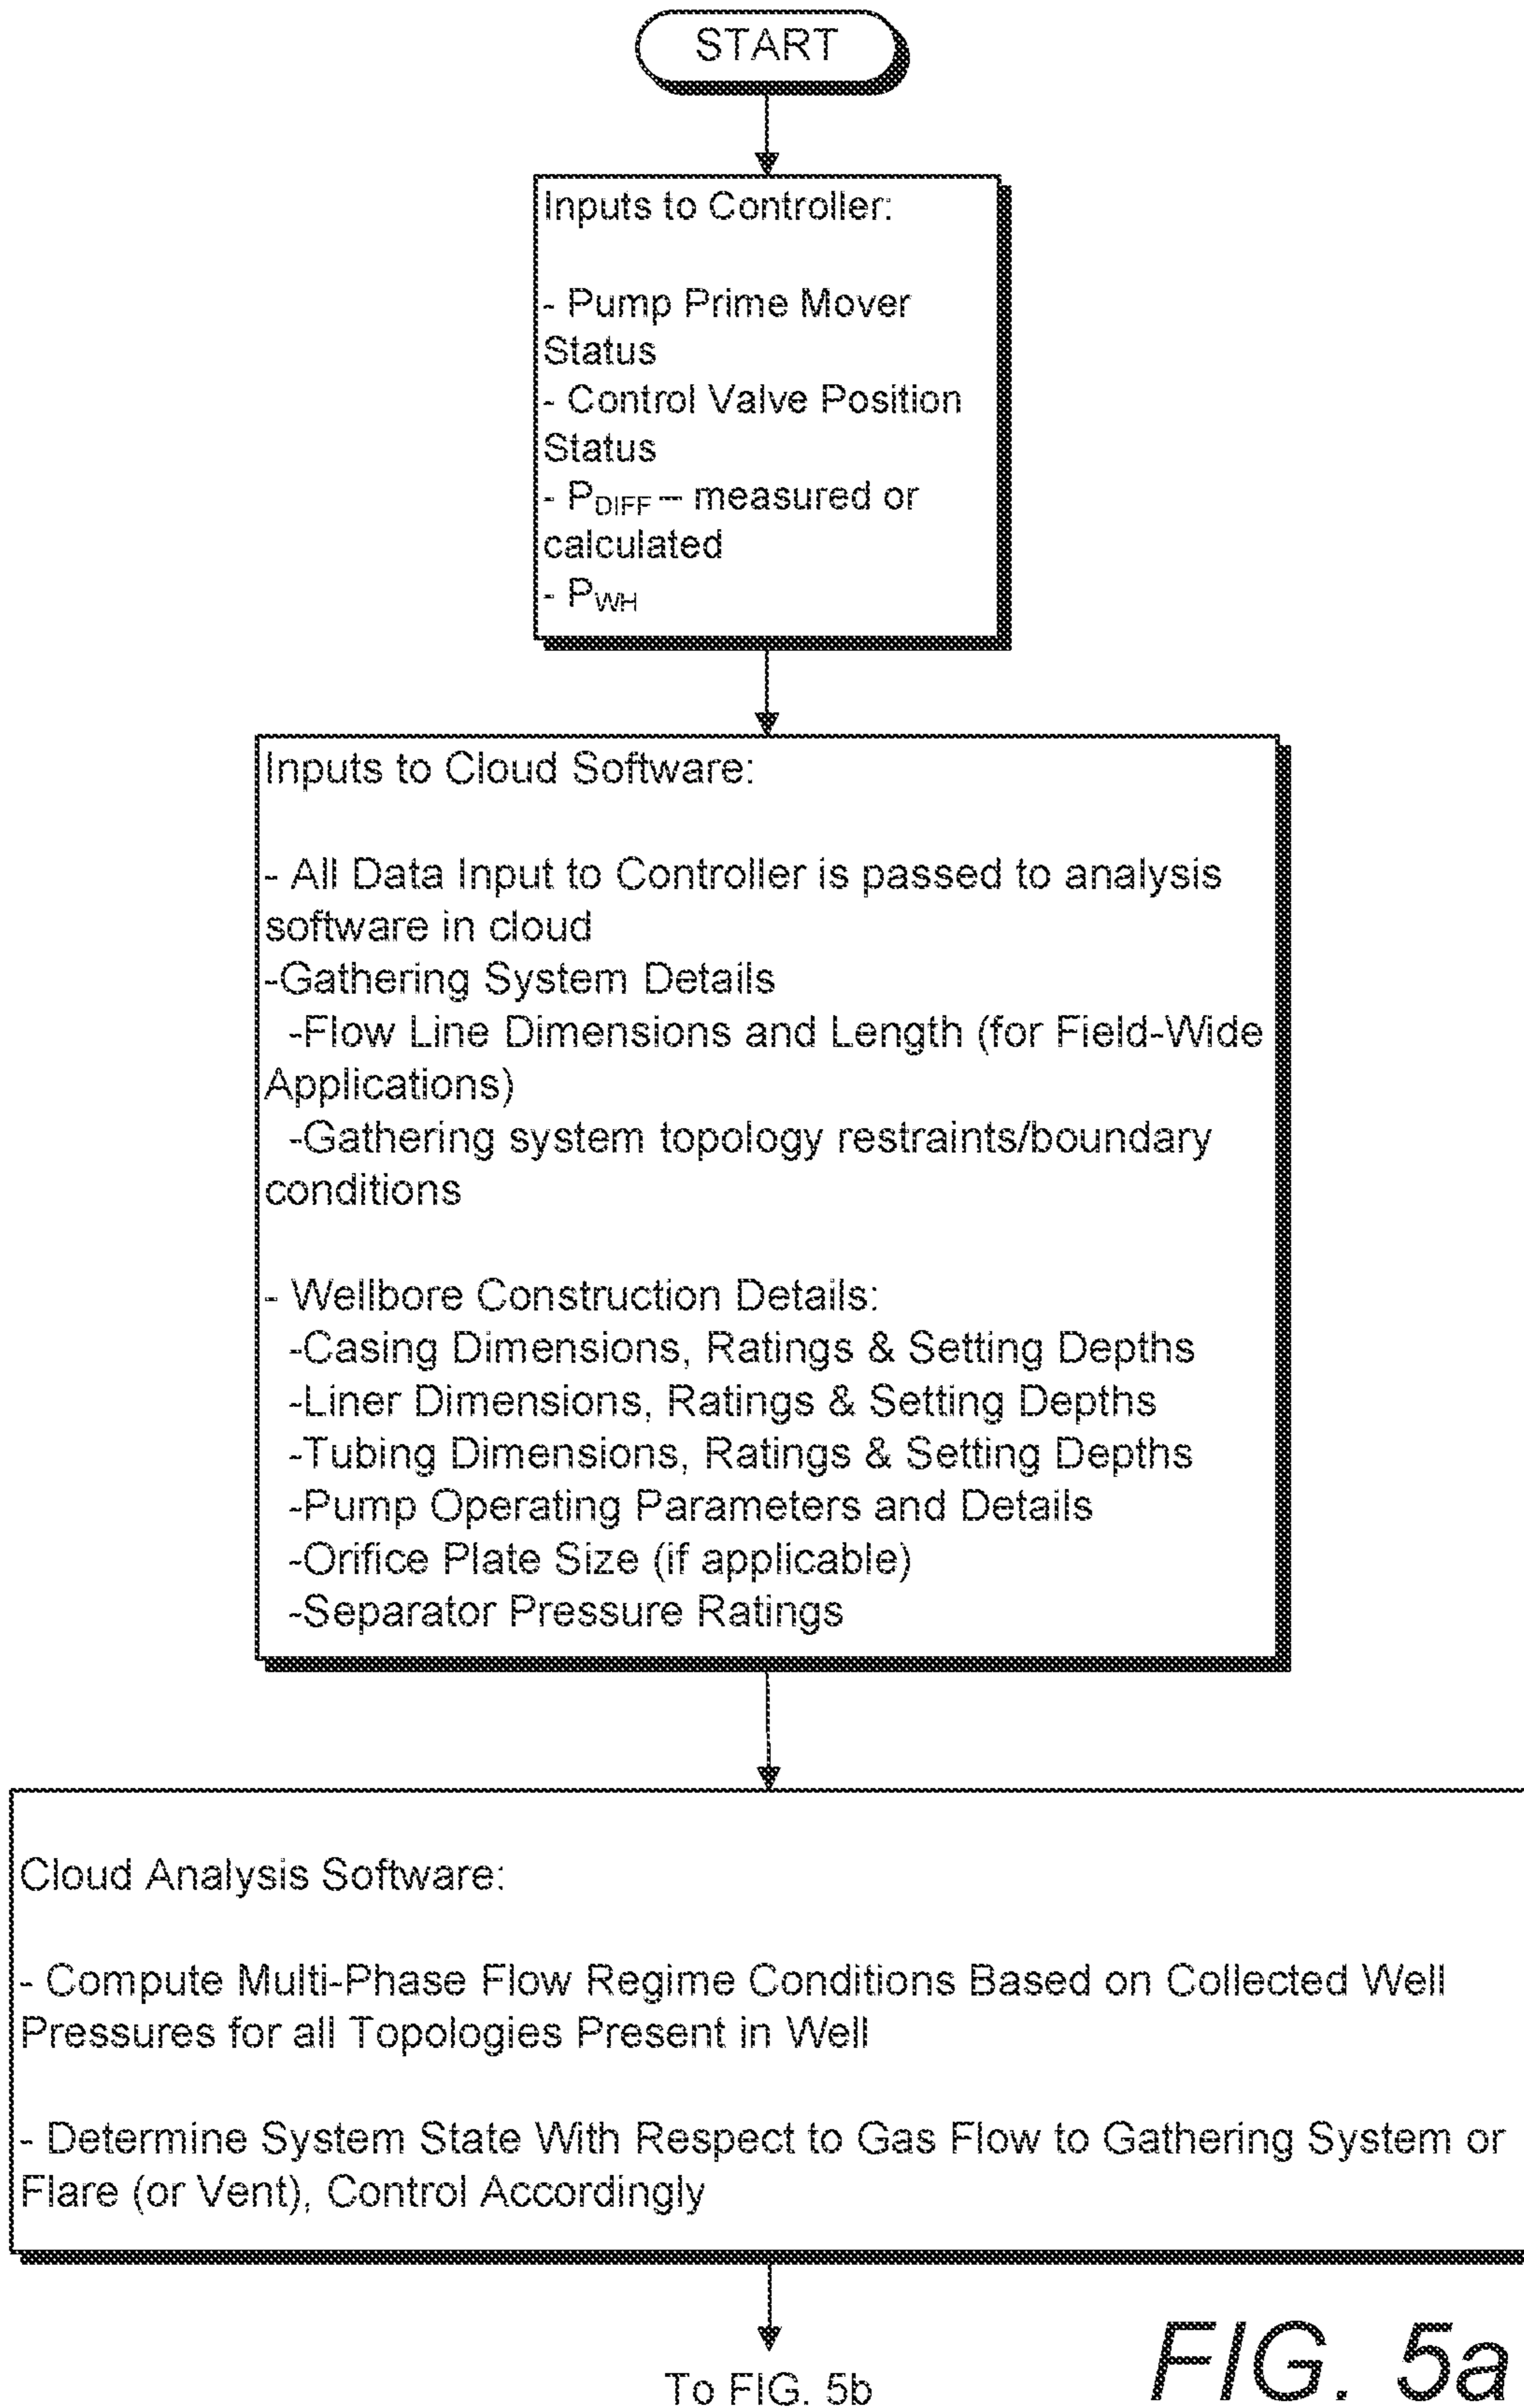 START
Inputs to Controller:
- Pump Prime Mover
Status
- Control Valve Position
Status
- PDIFF – measured or
calculated
- PWH
Inputs to Cloud Software:
- All Data Input to Controller is passed to analysis
software in cloud
-Gathering System Details
-Flow Line Dimensions and Length (for Field-Wide
Applications)
-Gathering system topology restraints/boundary
conditions
- Wellbore Construction Details:
-Casing Dimensions, Ratings & Setting Depths
-Liner Dimensions, Ratings & Setting Depths
-Tubing Dimensions, Ratings & Setting Depths
-Pump Operating Parameters and Details
-Orifice Plate Size (if applicable)
-Separator Pressure Ratings
Cloud Analysis Software:
- Compute Multi-Phase Flow Regime Conditions Based on Collected Well
Pressures for all Topologies Present in Well
- Determine System State With Respect to Gas Flow to Gathering System or
Flare (or Vent), Control Accordingly
To FIG. 5b
FIG. 5a